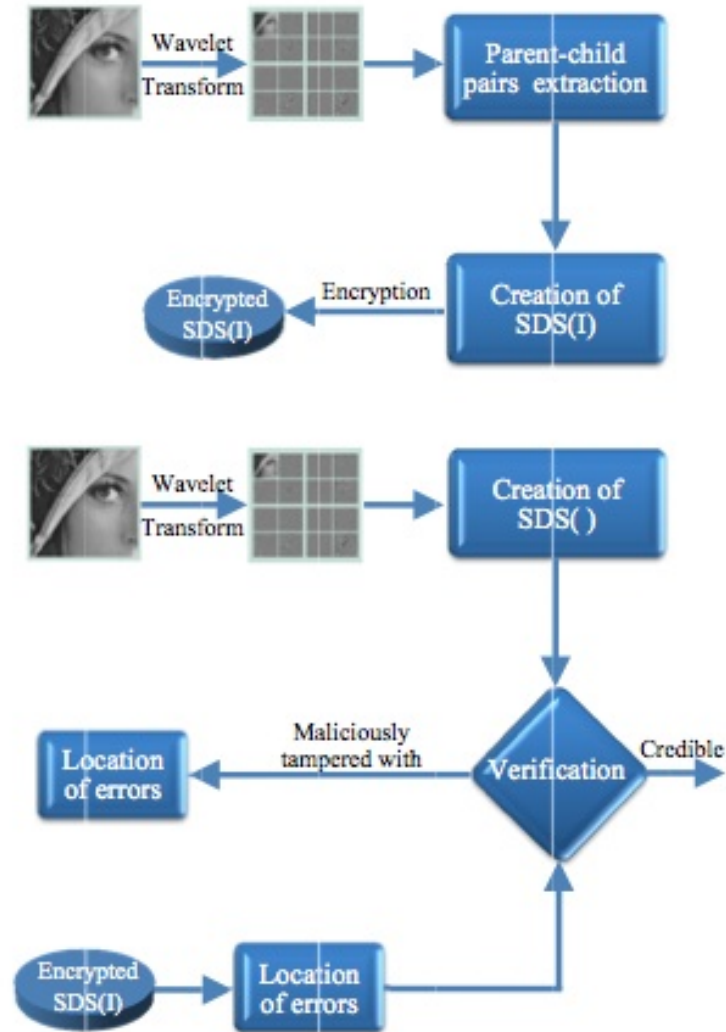 Wavelet
Transform
Parent-child
pairs extraction
Encrypted
SDS(I)
Encryption
Creation of
SDS(I)
Wavelet
Transform
Creation of
SDS( )
Location
of errors
Maliciously
tampered with
Verification
Credible
Encrypted
SDS(I)
Location
of errors